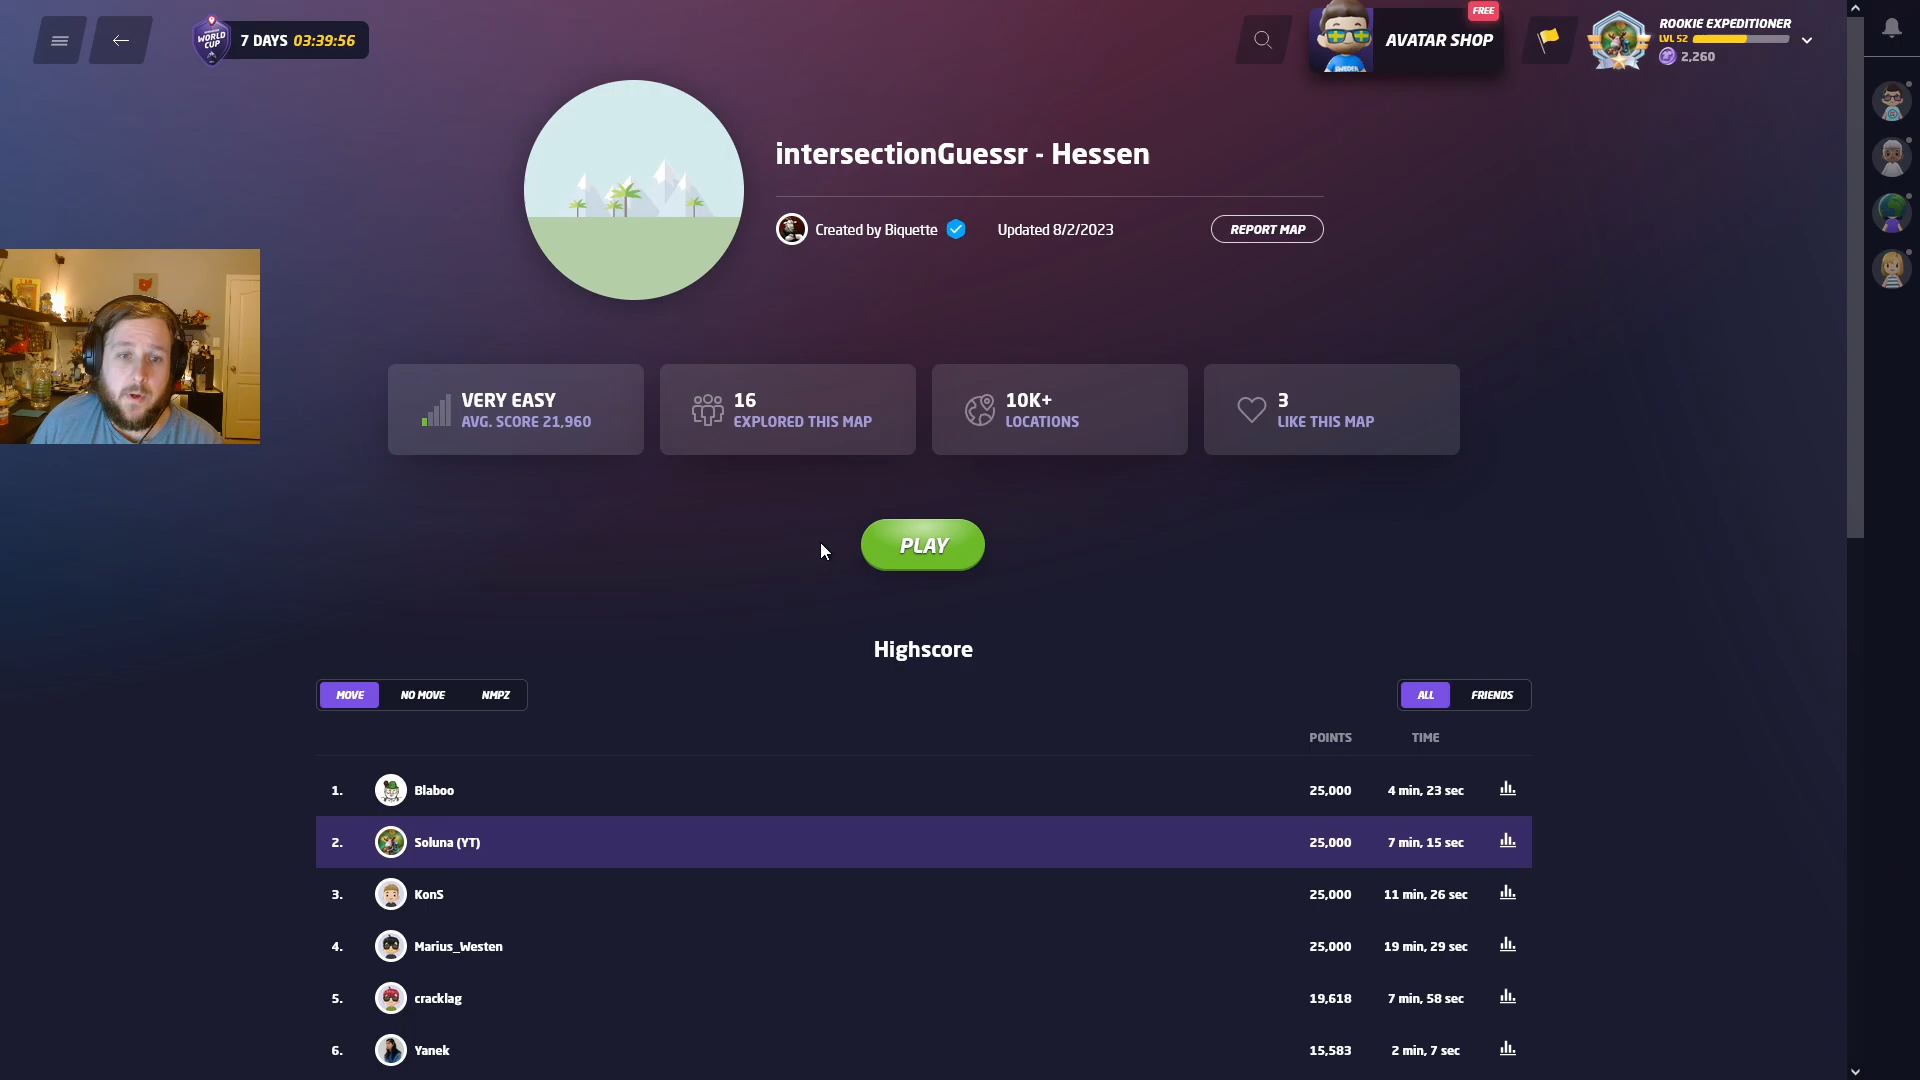 WORLD
CUP
7 DAYS 03:39:56
FREE
AVATAR SHOP
ROOKIE EXPEDITIONER
LVL 52
2,260
intersectionGuessr - Hessen
Created by Biquette
Updated 8/2/2023
REPORT MAP
VERY EASY
AVG. SCORE 21,960
16
EXPLORED THIS MAP
10K+
LOCATIONS
3
LIKE THIS MAP
PLAY
Highscore
MOVE NO MOVE NMPZ
ALL FRIENDS
POINTS TIME
1. Blaboo 25,000 4 min, 23 sec
2. Soluna (YT) 25,000 7 min, 15 sec
3. KonS 25,000 11 min, 26 sec
4. Marius_Westen 25,000 19 min, 29 sec
5. cracklag 19,618 7 min, 58 sec
6. Yanek 15,583 2 min, 7 sec